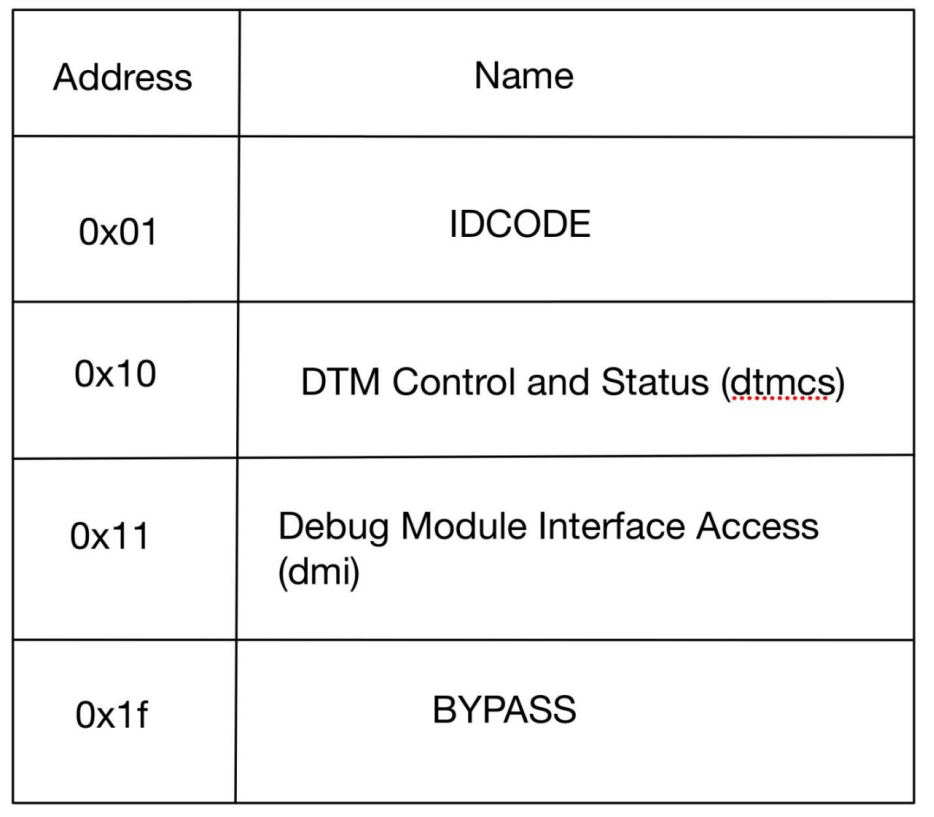 Address Name
0x01 IDCODE
0x10 DTM Control and Status (dtmcs)
0x11 Debug Module Interface Access
(dmi)
0x1f BYPASS